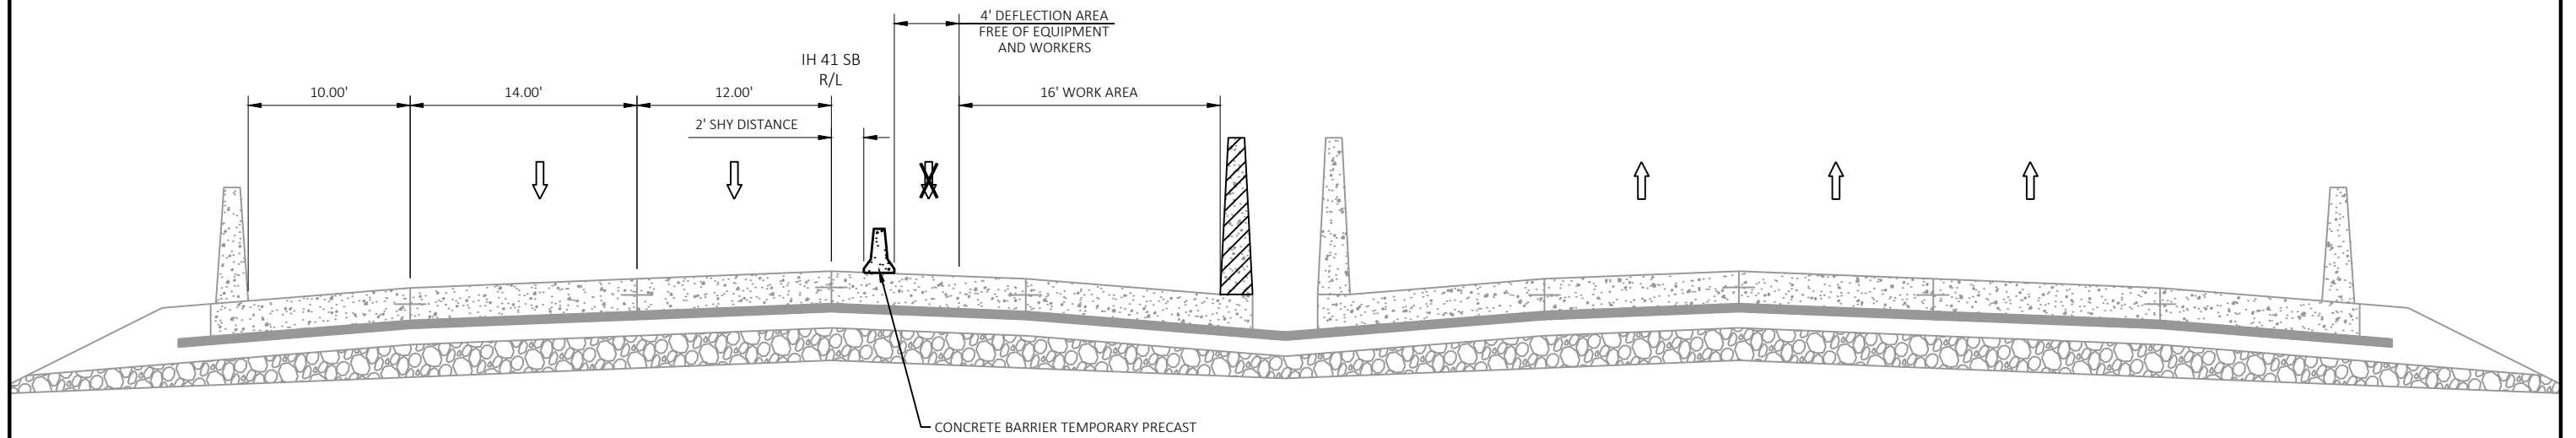 4' DEFLECTION AREA
FREE OF EQUIPMENT
AND WORKERS
IH 41 SB
R/L
10.00'
14.00'
12.00'
16' WORK AREA
2' SHY DISTANCE
CONCRETE BARRIER TEMPORARY PRECAST